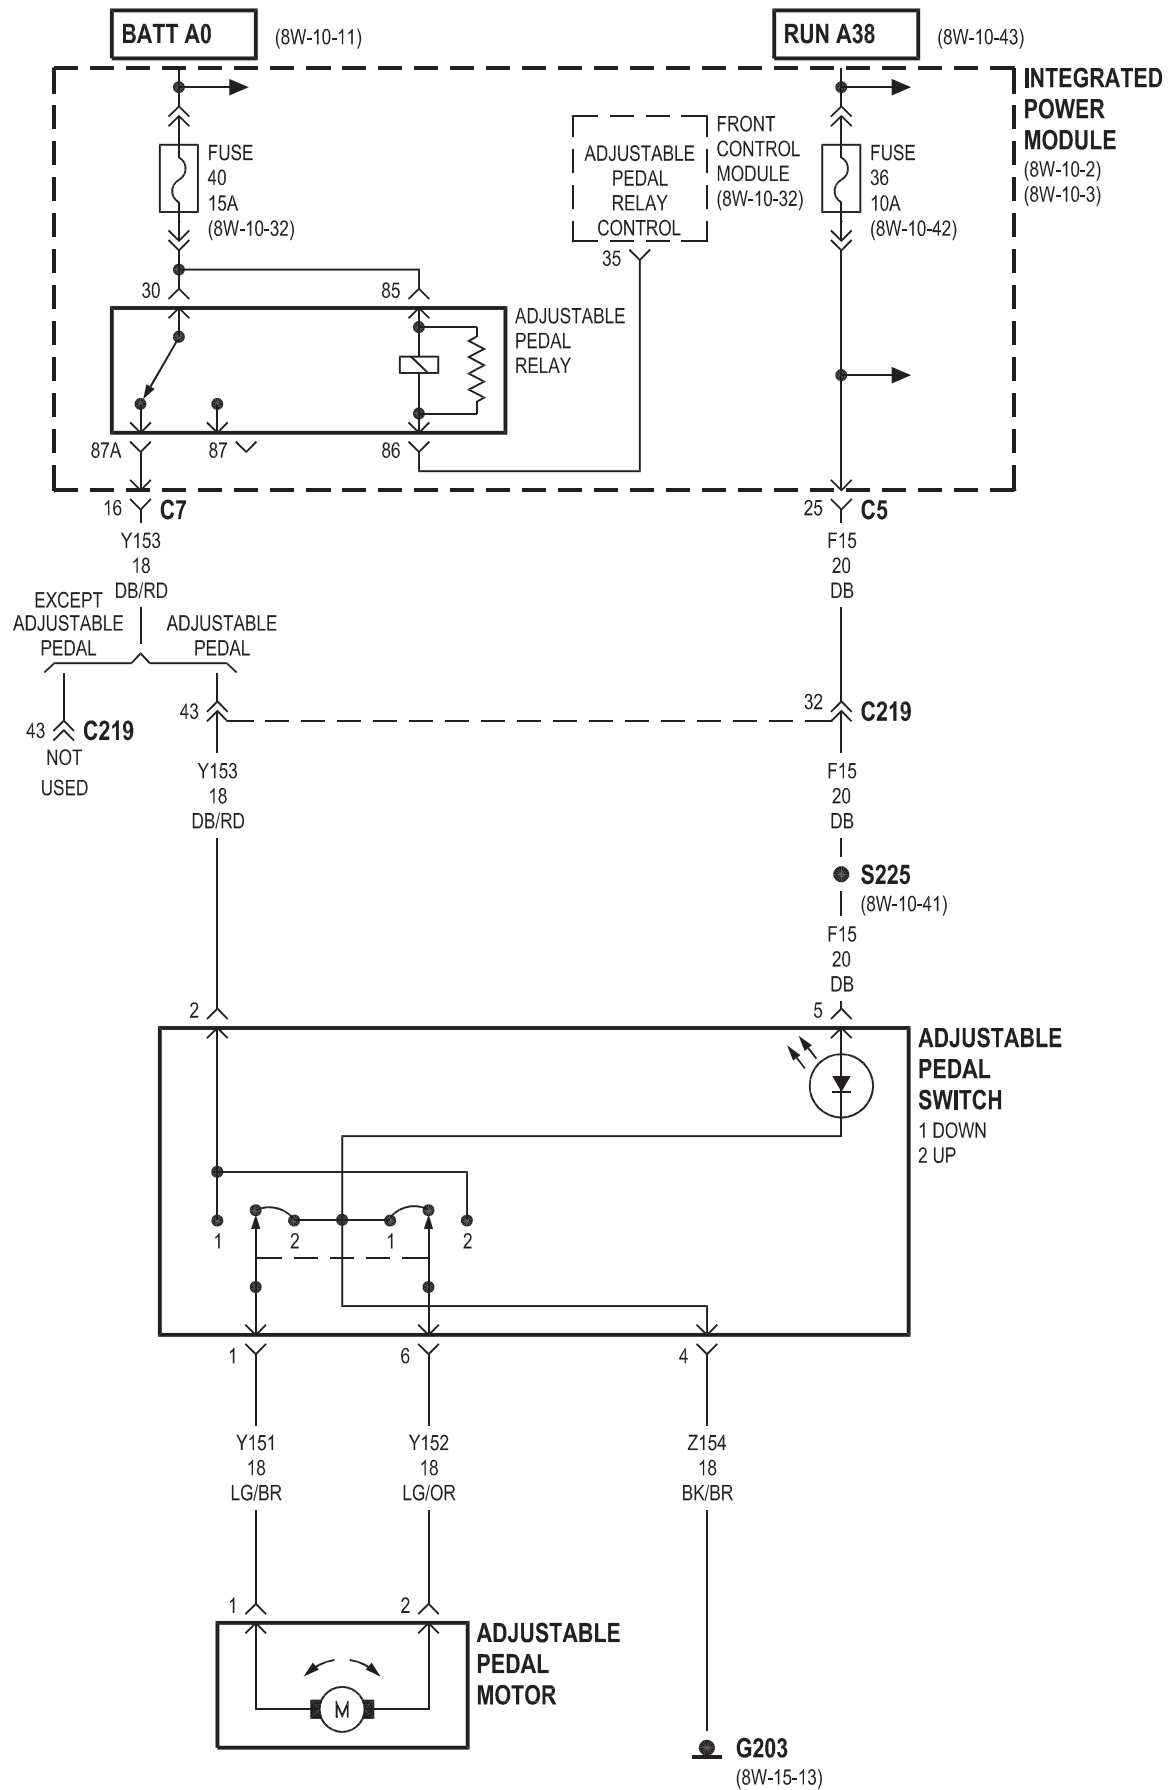 BATT A0
(8W-10-11)
RUN A38
(8W-10-43)
INTEGRATED
POWER
MODULE
(8W-10-2)
(8W-10-3)
FUSE
40
15A
(8W-10-32)
ADJUSTABLE
PEDAL
RELAY
CONTROL
FRONT
CONTROL
MODULE
(8W-10-32)
FUSE
36
10A
(8W-10-42)
35
30
85
ADJUSTABLE
PEDAL
RELAY
87A
87
86
16
C7
25
C5
Y153
18
DB/RD
F15
20
DB
EXCEPT
ADJUSTABLE
PEDAL
ADJUSTABLE
PEDAL
43
C219
NOT
USED
43
32
C219
Y153
18
DB/RD
F15
20
DB
S225
(8W-10-41)
F15
20
DB
2
5
ADJUSTABLE
PEDAL
SWITCH
1 DOWN
2 UP
1
2
1
2
1
6
4
Y151
18
LG/BR
Y152
18
LG/OR
Z154
18
BK/BR
1
2
ADJUSTABLE
PEDAL
MOTOR
M
G203
(8W-15-13)